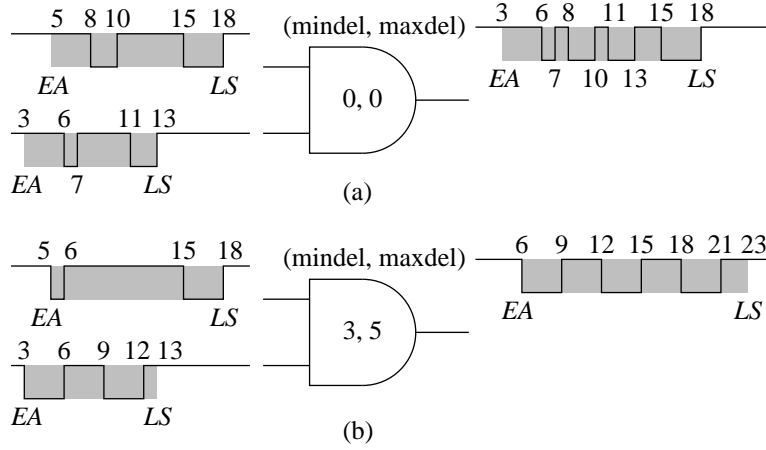 5 8 10 15 18
(mindel, maxdel)
3 6 8 11 15 18
EA LS
0, 0
EA 7 10 13 LS
3 6 11 13
EA 7 LS
(a)
5 6 15 18
(mindel, maxdel)
6 9 12 15 18 21 23
EA LS
3, 5
EA LS
3 6 9 12 13
EA LS
(b)